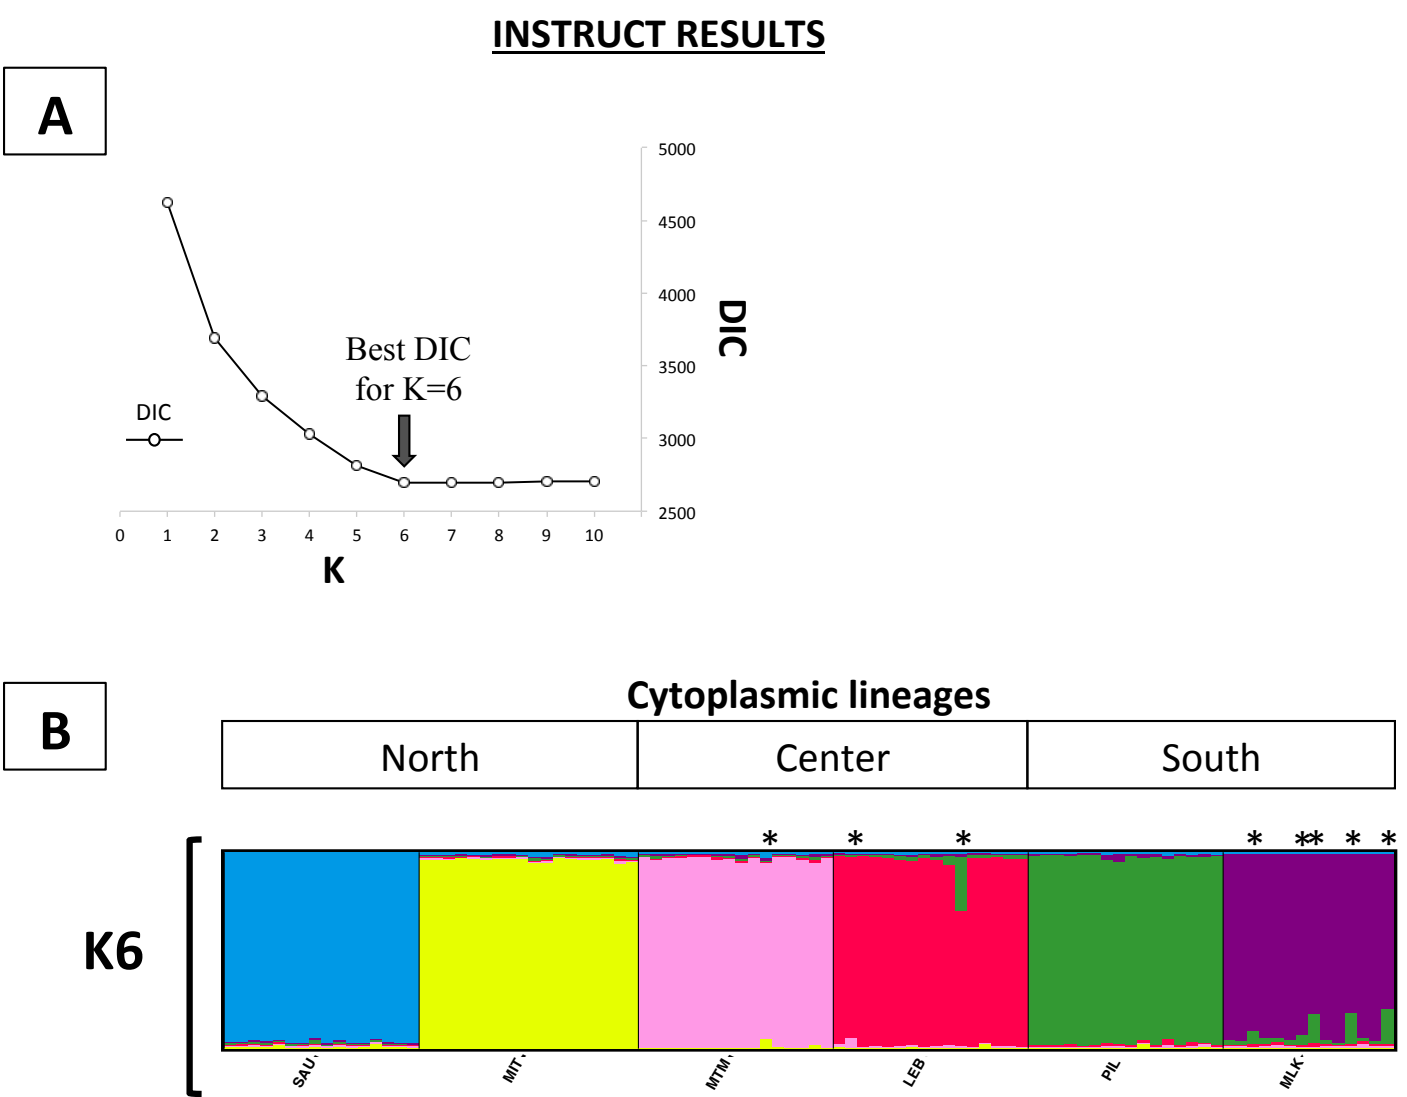 INSTRUCT RESULTS
A
5000
4500
4000
3500
3000
2500
DIC
Best DIC
for K=6
DIC
0 1 2 3 4 5 6 7 8 9 10
K
B
Cytoplasmic lineages
North Center South
* * * * ** * *
K6
SAU. MIT. MTM. LEB PIL MLK.